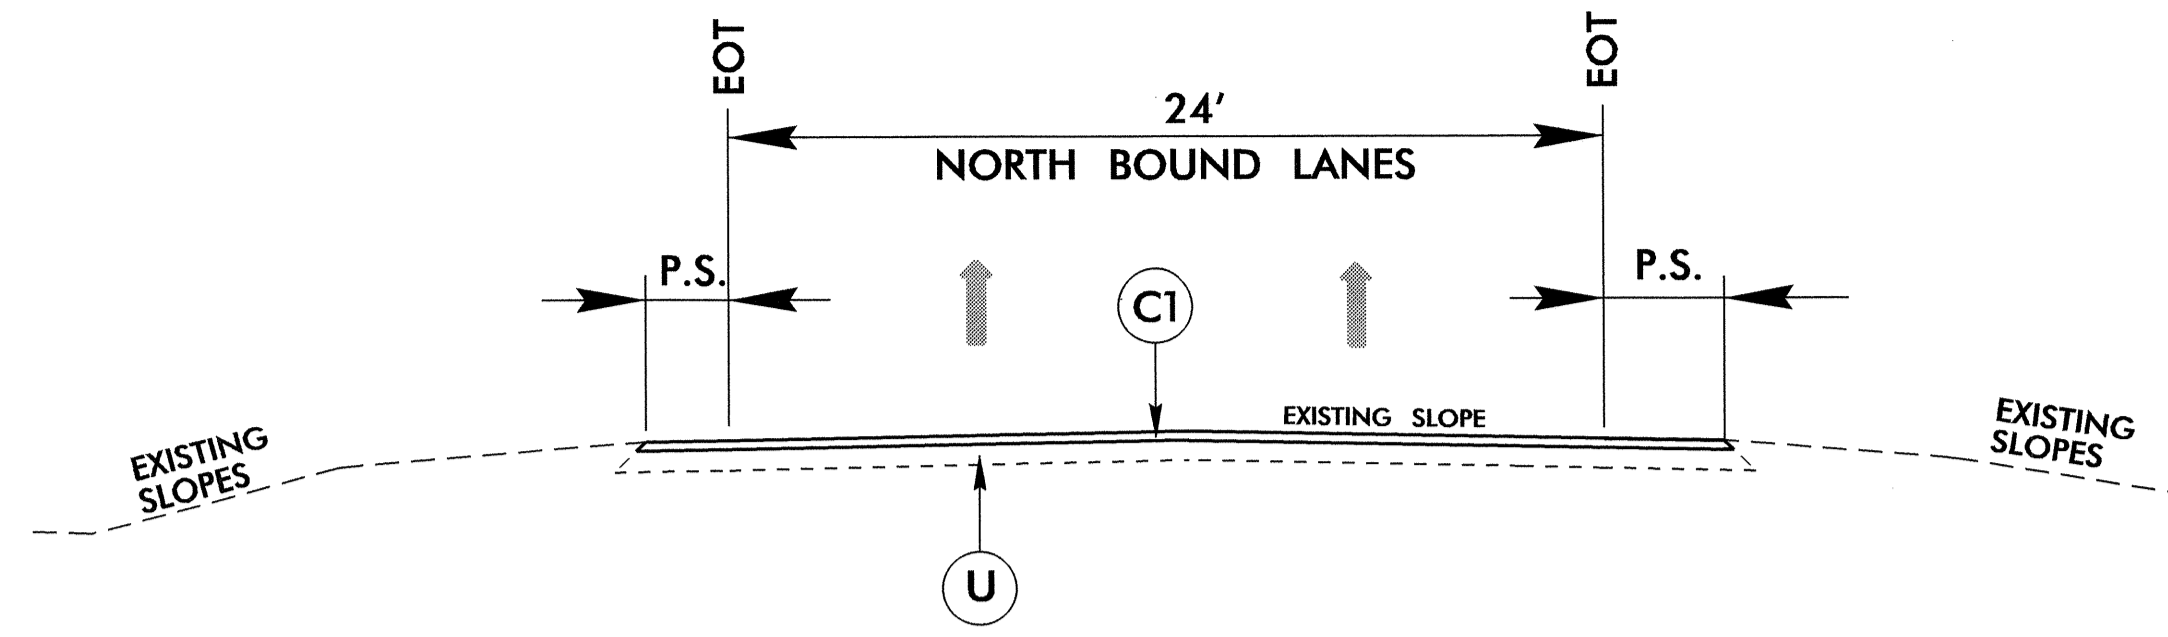 EOT
EOT
24'
NORTH BOUND LANES
P.S.
P.S.
C1
EXISTING SLOPE
EXISTING
SLOPES
EXISTING
SLOPES
U